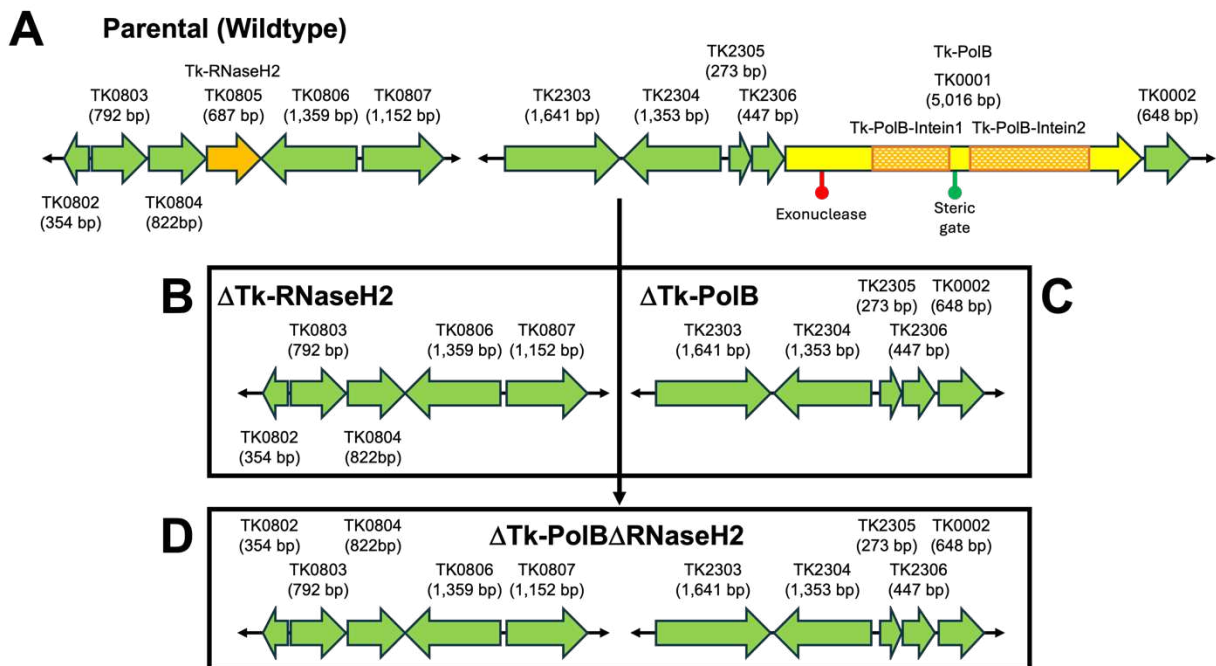 A
Parental (Wildtype)
Tk-RNaseH2
TK0803
(792 bp)
TK0805
(687 bp)
TK0806
(1,359 bp)
TK0807
(1,152 bp)
TK0802
(354 bp)
TK0804
(822bp)
TK2303
(1,641 bp)
TK2304
(1,353 bp)
TK2305
(273 bp)
TK2306
(447 bp)
Tk-PolB
TK0001
(5,016 bp)
Tk-PolB-Intein1
Tk-PolB-Intein2
TK0002
(648 bp)
Exonuclease
Steric
gate
B
ΔTk-RNaseH2
TK0803
(792 bp)
TK0806
(1,359 bp)
TK0807
(1,152 bp)
TK0802
(354 bp)
TK0804
(822bp)
ΔTk-PolB
C
TK2303
(1,641 bp)
TK2304
(1,353 bp)
TK2305
(273 bp)
TK0002
(648 bp)
TK2306
(447 bp)
D
ΔTk-PolBΔRNaseH2
TK0802
(354 bp)
TK0804
(822bp)
TK0803
(792 bp)
TK0806
(1,359 bp)
TK0807
(1,152 bp)
TK2303
(1,641 bp)
TK2304
(1,353 bp)
TK2305
(273 bp)
TK0002
(648 bp)
TK2306
(447 bp)